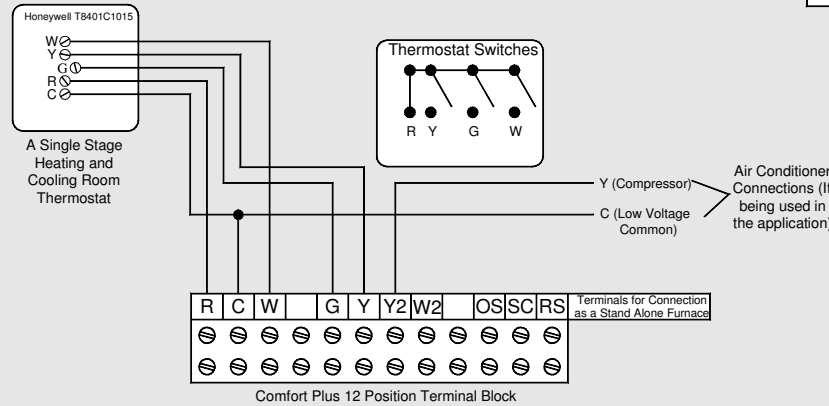 Honeywell T8401C1015
W
Y
G
R
C
A Single Stage
Heating and
Cooling Room
Thermostat
Thermostat Switches
R Y G W
Y (Compressor)
C (Low Voltage
Common)
Air Conditioner
Connections (If
being used in
the application)
R C W G Y Y2 W2 OS SC RS
Terminals for Connection
as a Stand Alone Furnace
Comfort Plus 12 Position Terminal Block